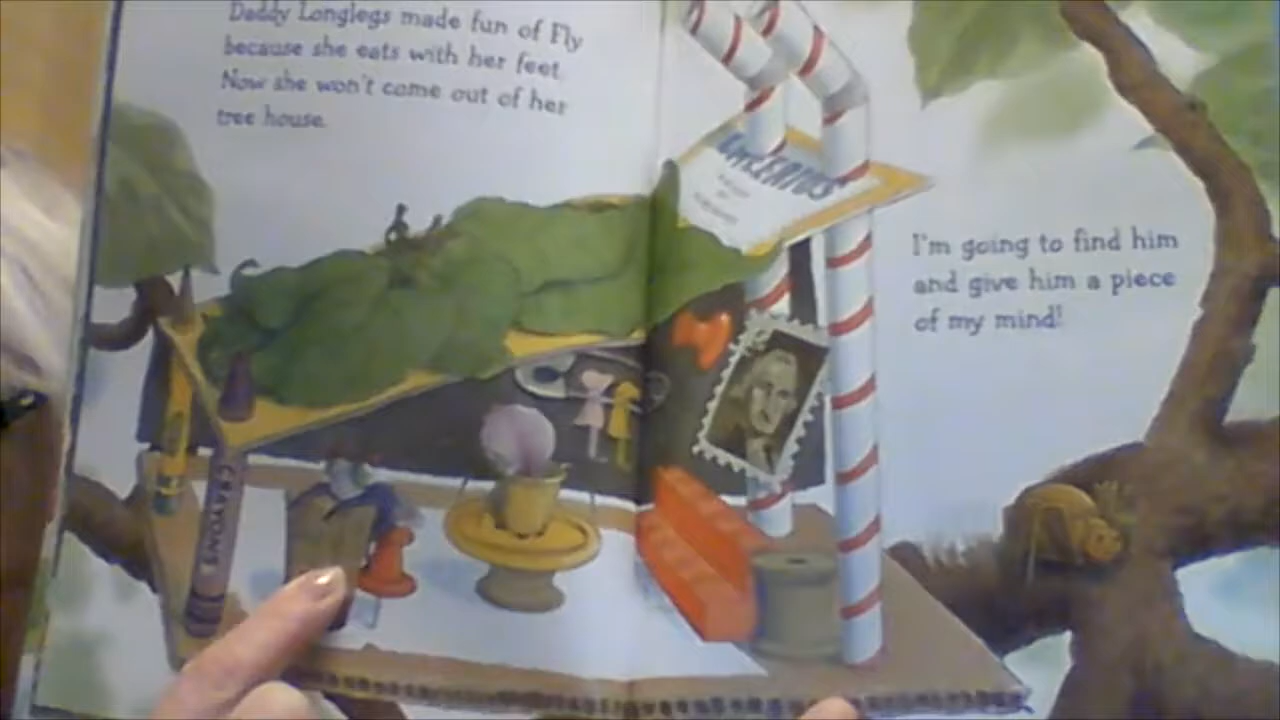 Daddy Longlegs made fun of Fly
because she eats with her feet.
Now she won't come out of her
tree house.
I'm going to find him
and give him a piece
of my mind!
CRAYONS